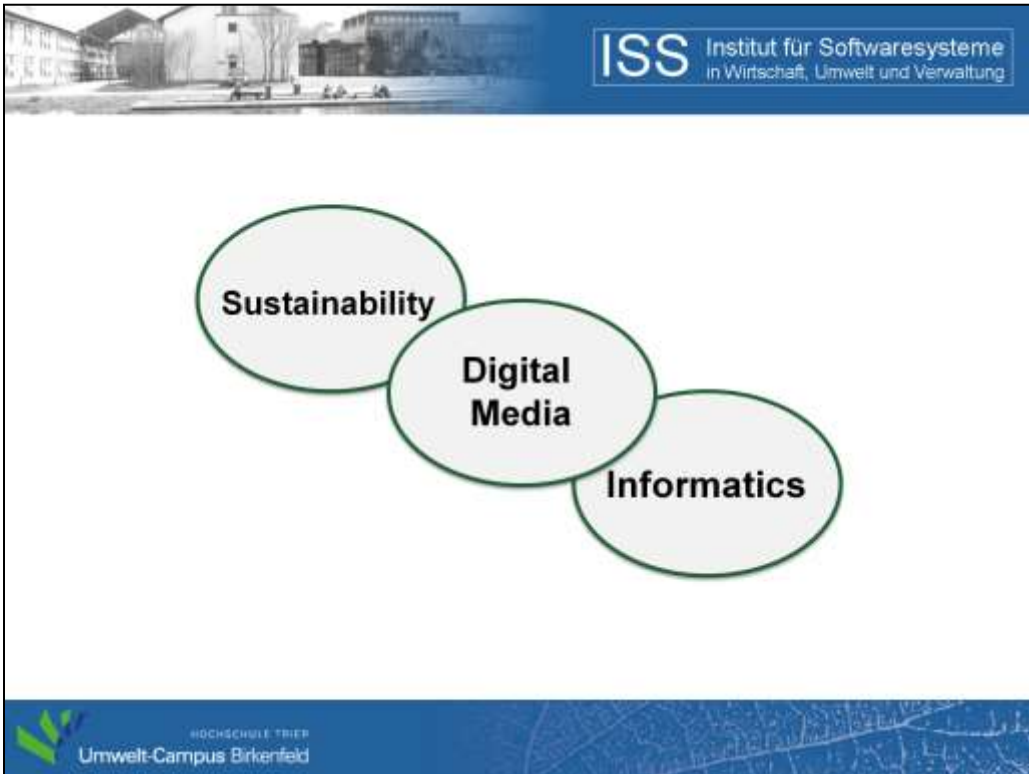 ISS
Institut für Softwaresysteme
in Wirtschaft, Umwelt und Verwaltung
Sustainability
Digital
Media
Informatics
HOCHSCHULE TRIER
Umwelt-Campus Birkenfeld